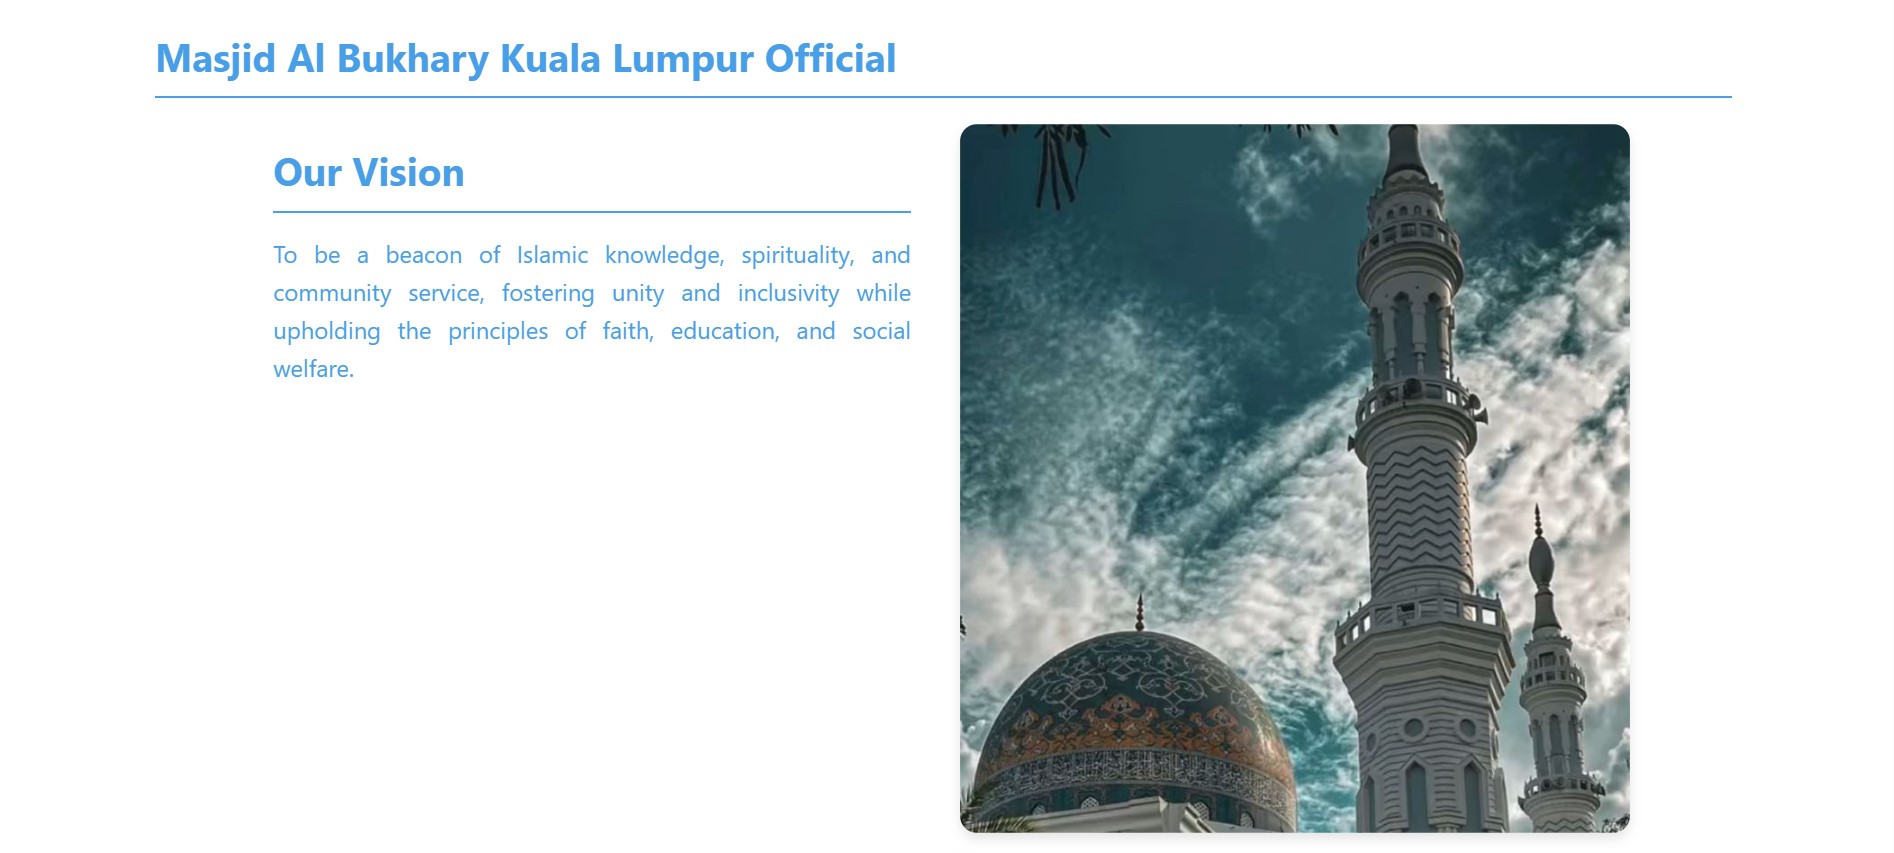 Masjid Al Bukhary Kuala Lumpur Official
Our Vision
To be a beacon of Islamic knowledge, spirituality, and
community service, fostering unity and inclusivity while
upholding the principles of faith, education, and social
welfare.